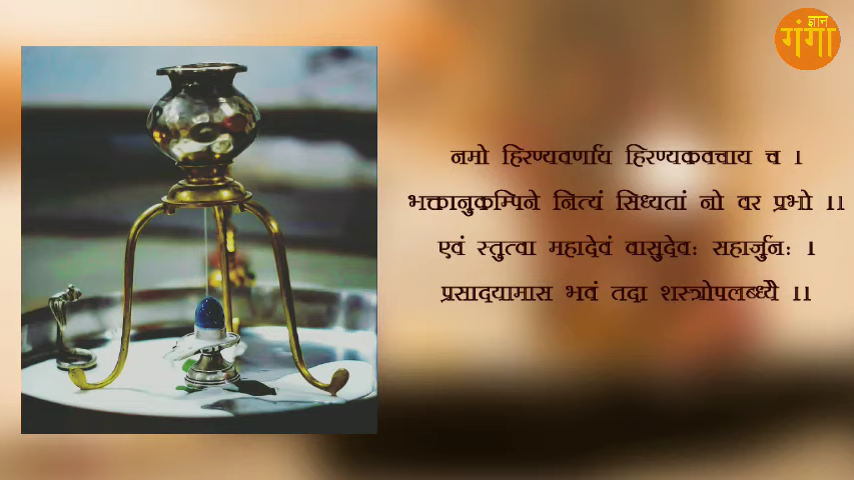 ज्ञान
गंगा
नमो हिरण्यवर्णाय हिरण्यकवचाय च ।
भक्तानुकम्पिने नित्यं सिध्यतां नो वर प्रभो ।।
एवं स्तुत्वा महादेवं वासुदेवः सहार्जुनः ।
प्रसादयामास भवं तदा शस्त्रोपलब्ध्यै ।।